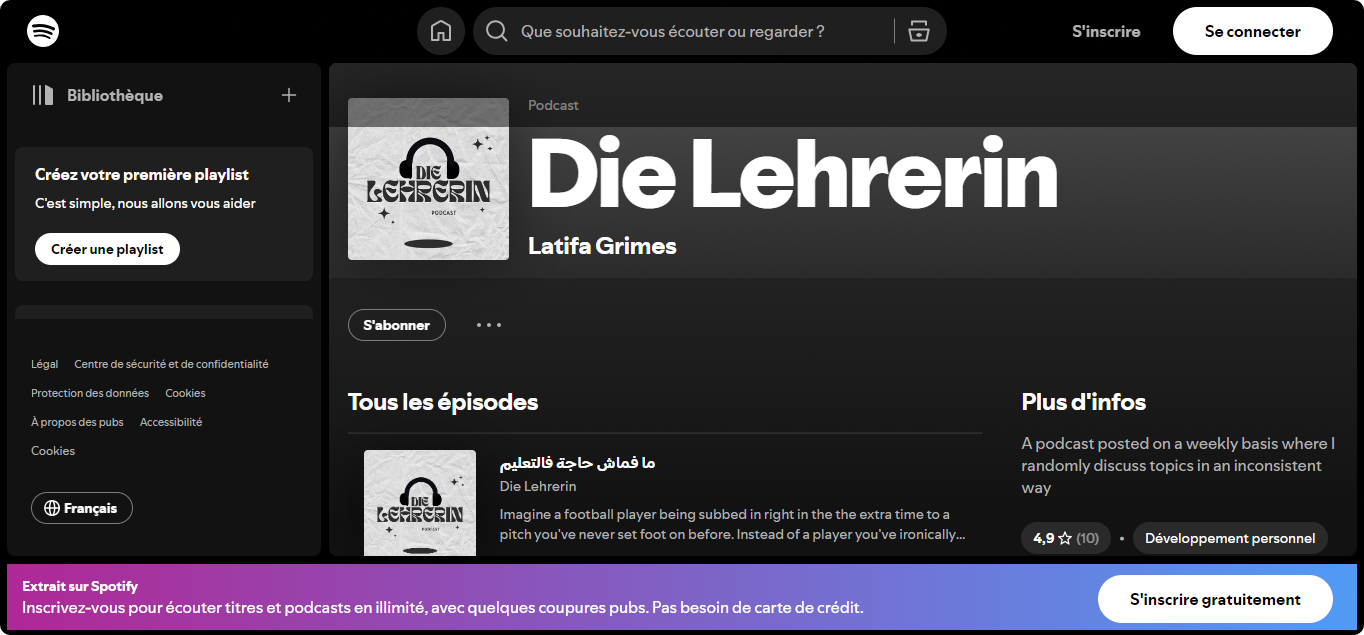 Que souhaitez-vous écouter ou regarder ?
S'inscrire
Se connecter
Bibliothèque
Créez votre première playlist
C'est simple, nous allons vous aider
Créer une playlist
Légal Centre de sécurité et de confidentialité
Protection des données Cookies
À propos des pubs Accessibilité
Cookies
Français
DIE
LEHRERIN
PODCAST
Podcast
Die Lehrerin
Latifa Grimes
S'abonner
Tous les épisodes
DIE
LEHRERIN
PODCAST
ما فماش حاجة فالتعليم
Die Lehrerin
Imagine a football player being subbed in right in the the extra time to a
pitch you've never set foot on before. Instead of a player you've ironically...
Plus d'infos
A podcast posted on a weekly basis where I
randomly discuss topics in an inconsistent
way
4,9 (10) • Développement personnel
Extrait sur Spotify
Inscrivez-vous pour écouter titres et podcasts en illimité, avec quelques coupures pubs. Pas besoin de carte de crédit.
S'inscrire gratuitement